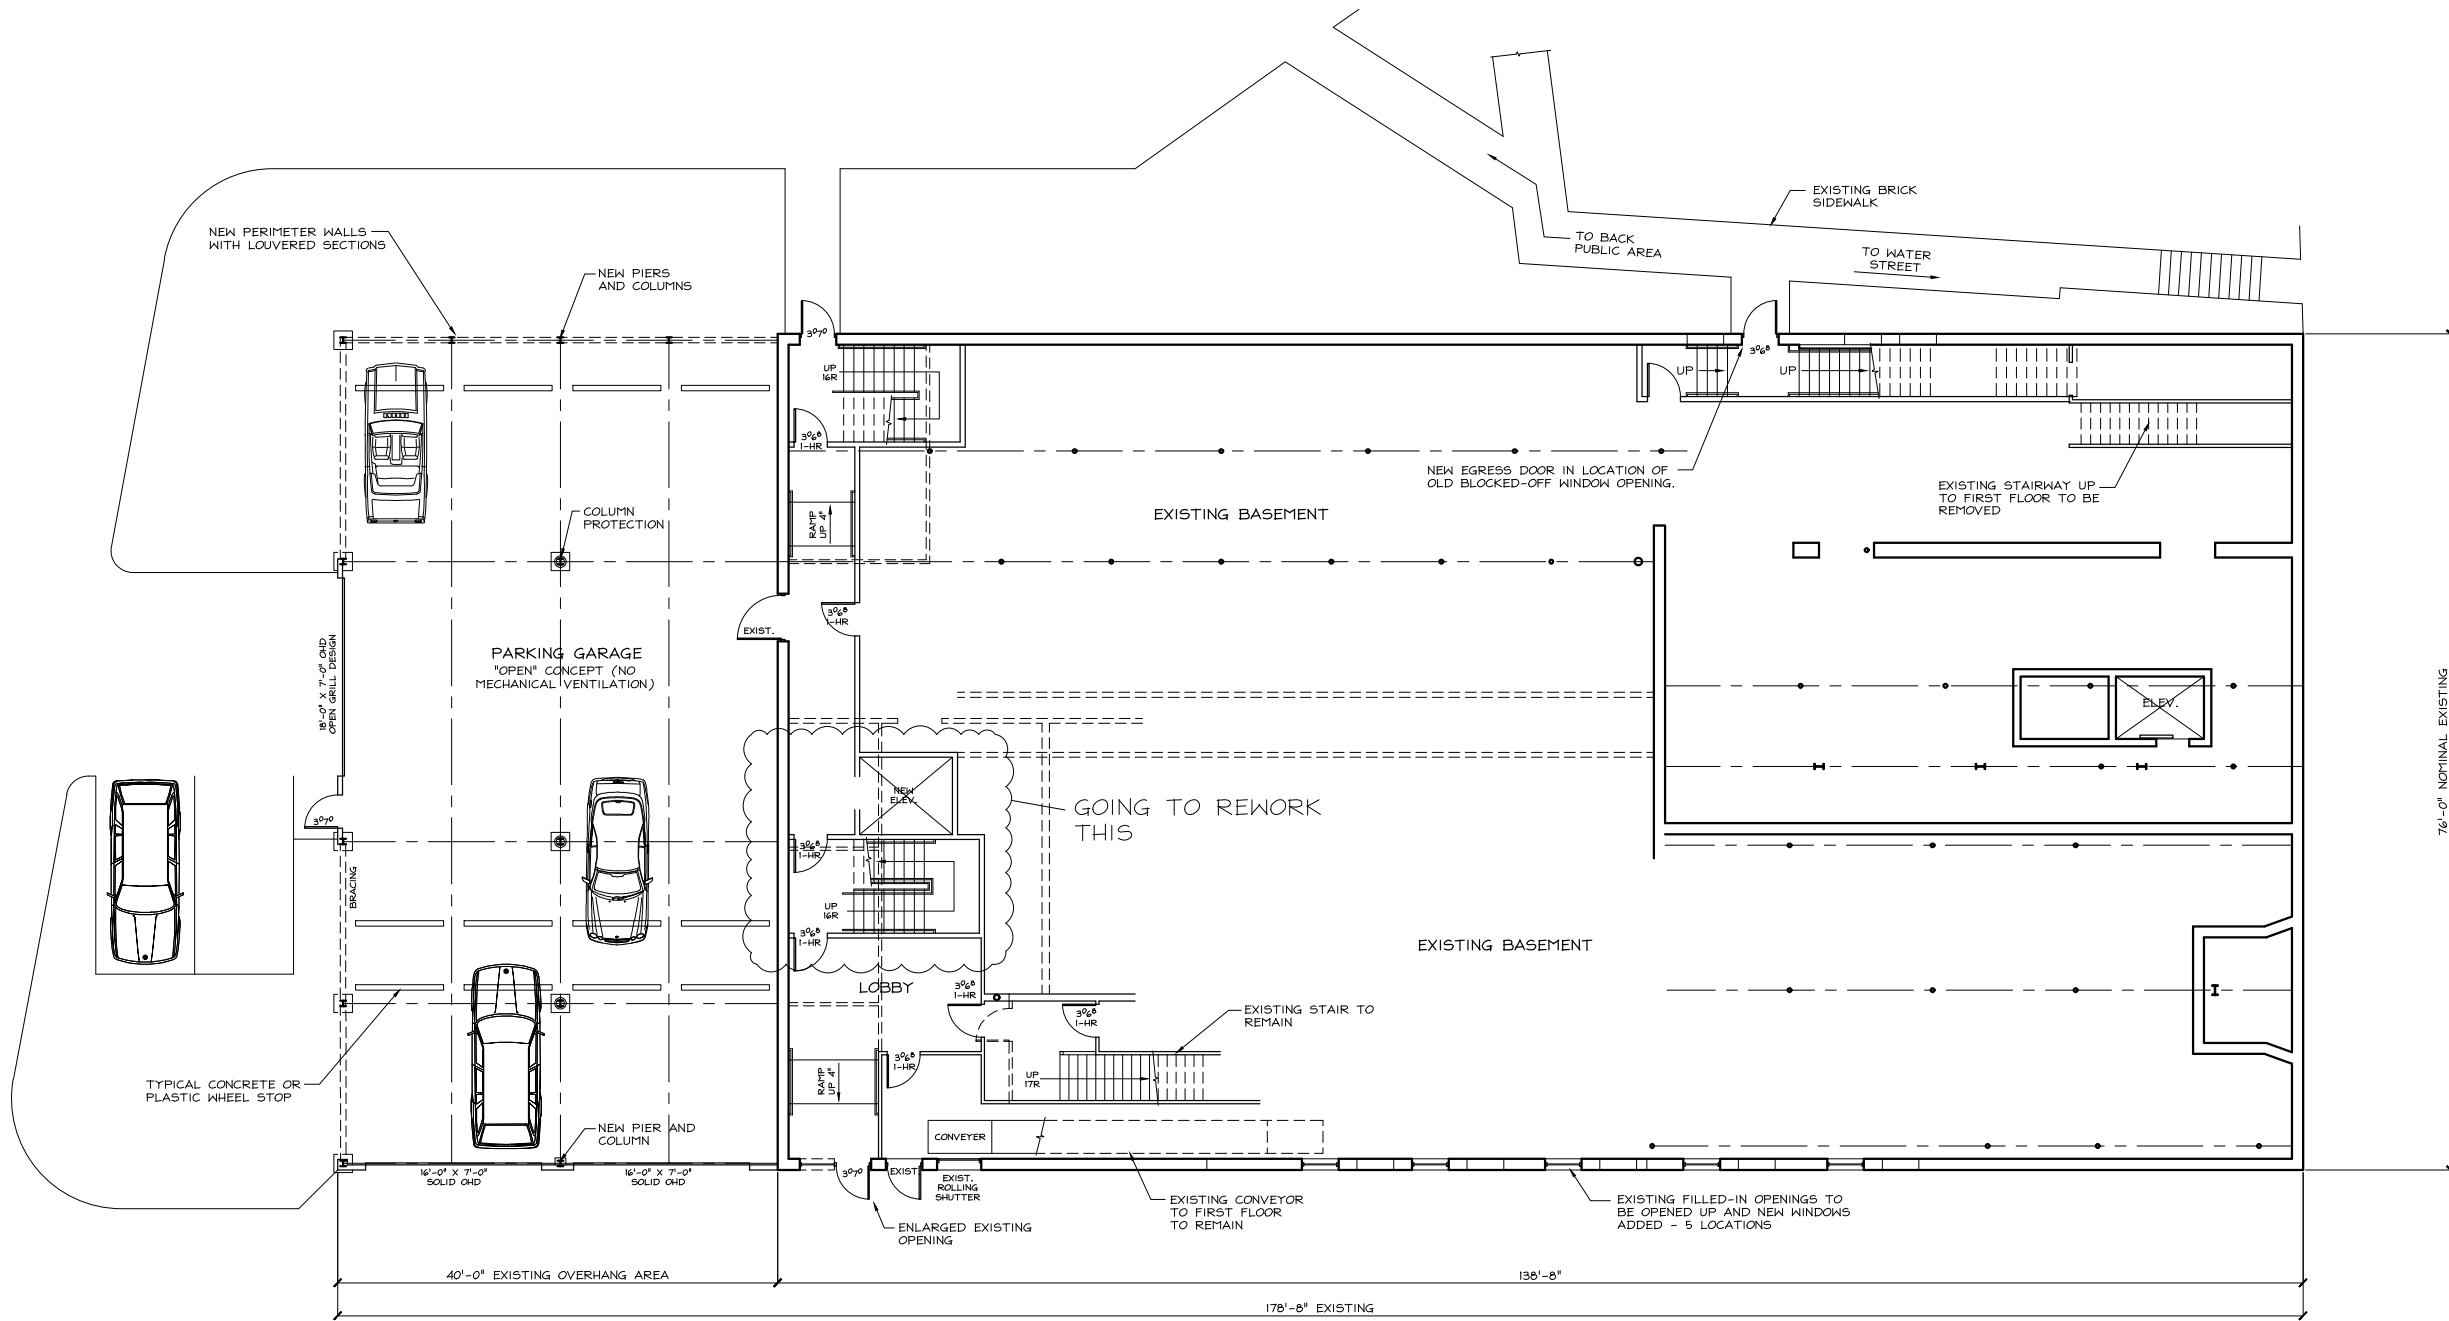 EXISTING BRICK
SIDEWALK
NEW PERIMETER WALLS
WITH LOUVERED SECTIONS
TO BACK
PUBLIC AREA
TO WATER
STREET
NEW PIERS
AND COLUMNS
3070
3068
UP
16R
UP
UP
3068
1-HR
NEW EGRESS DOOR IN LOCATION OF
OLD BLOCKED-OFF WINDOW OPENING.
EXISTING STAIRWAY UP
TO FIRST FLOOR TO BE
REMOVED
COLUMN
PROTECTION
RAMP
UP 4"
EXISTING BASEMENT
3068
1-HR
EXIST.
18'-0" X 7'-0" OHD
OPEN GRILL DESIGN
PARKING GARAGE
"OPEN" CONCEPT (NO
MECHANICAL VENTILATION)
ELEV.
76'-0" NOMINAL EXISTING
NEW
ELEV.
GOING TO REWORK
THIS
3070
3068
1-HR
BRACING
UP
16R
3068
1-HR
EXISTING BASEMENT
LOBBY
3068
1-HR
3068
1-HR
EXISTING STAIR TO
REMAIN
3068
1-HR
RAMP
UP 4"
UP
17R
TYPICAL CONCRETE OR
PLASTIC WHEEL STOP
NEW PIER AND
COLUMN
CONVEYER
16'-0" X 7'-0"
SOLID OHD
16'-0" X 7'-0"
SOLID OHD
3070
EXIST
EXIST.
ROLLING
SHUTTER
ENLARGED EXISTING
OPENING
EXISTING CONVEYOR
TO FIRST FLOOR
TO REMAIN
EXISTING FILLED-IN OPENINGS TO
BE OPENED UP AND NEW WINDOWS
ADDED - 5 LOCATIONS
40'-0" EXISTING OVERHANG AREA
138'-8"
178'-8" EXISTING